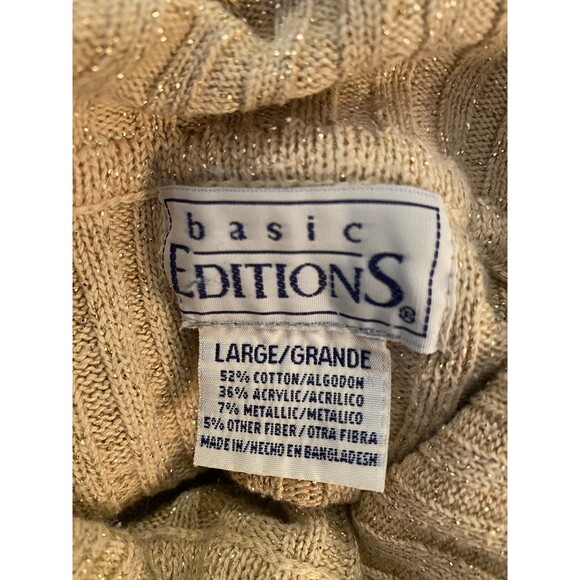 basic
EDITIONS®
LARGE/GRANDE
52% COTTON/ALGODON
36% ACRYLIC/ACRILICO
7% METALLIC/METALICO
5% OTHER FIBER/OTRA FIBRA
MADE IN/HECHO EN BANGLADESH